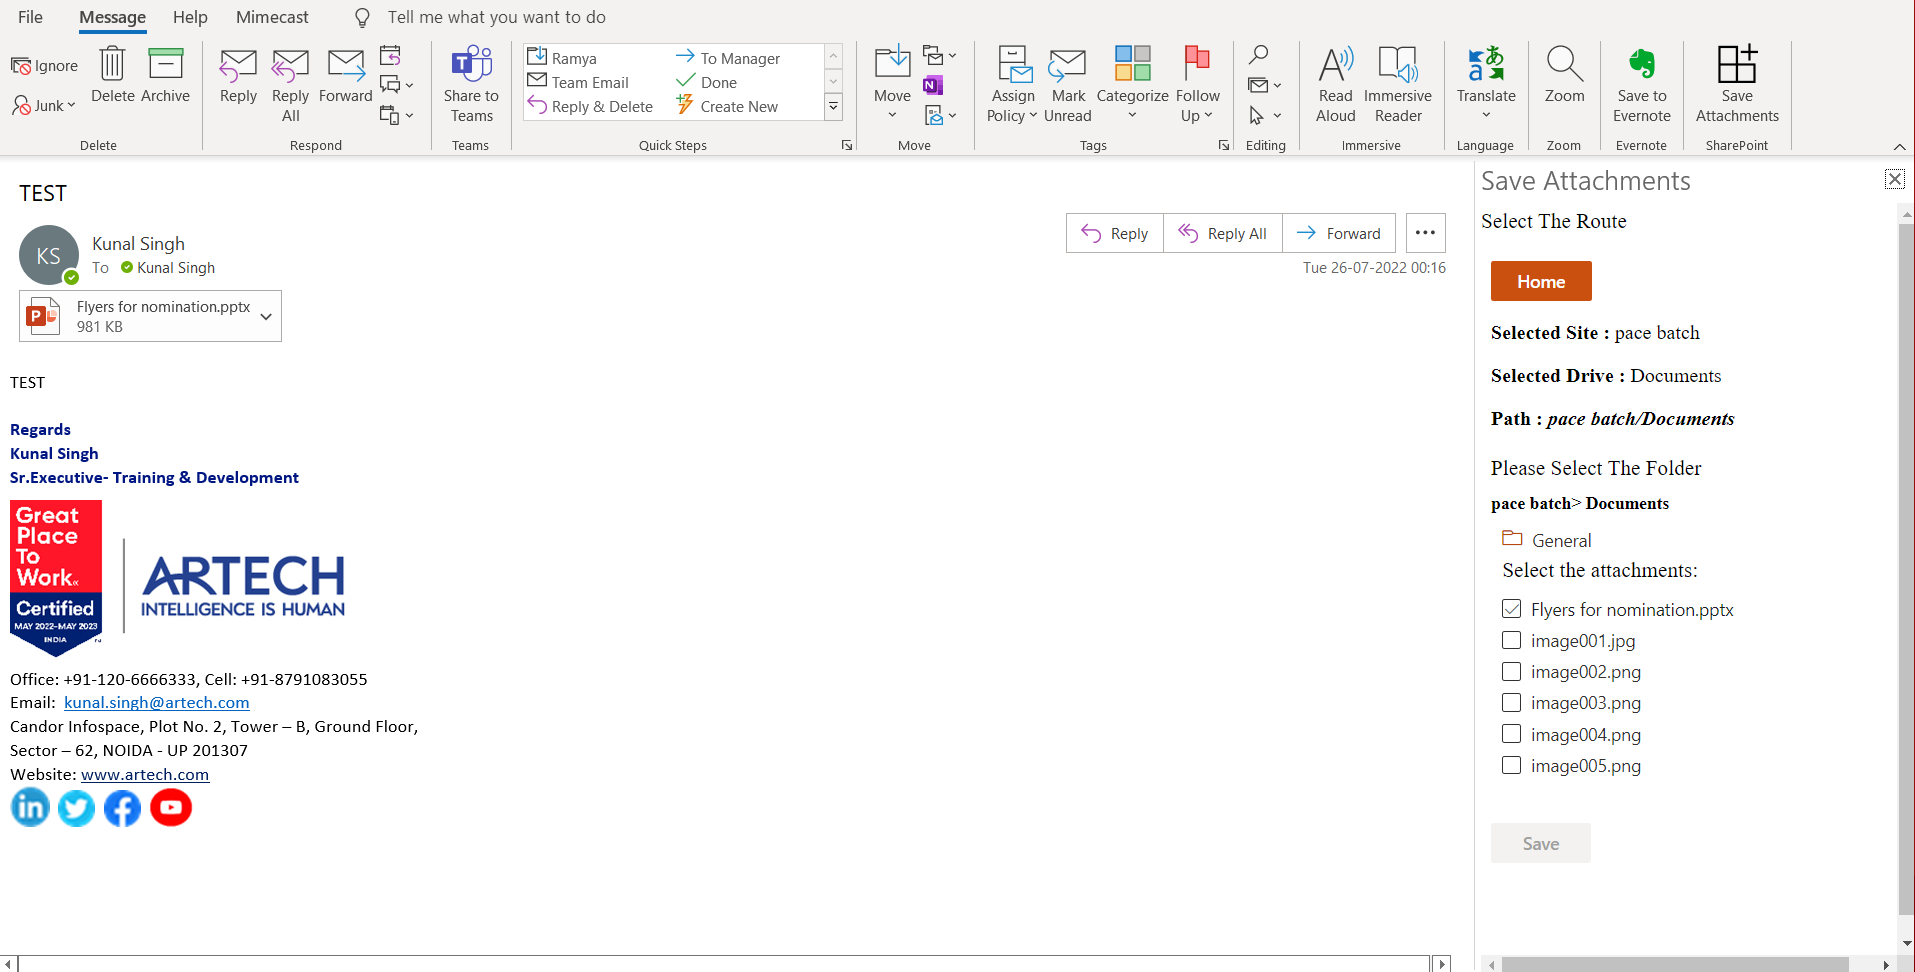 File Message Help Mimecast Tell me what you want to do
Ignore
Junk
Delete
Archive
Delete
Reply
Reply All
Forward
Respond
Share to Teams
Teams
Ramya
Team Email
Reply & Delete
To Manager
Done
Create New
Quick Steps
Move
Move
Assign Policy
Mark Unread
Categorize
Follow Up
Tags
Editing
Read Aloud
Immersive Reader
Immersive
Translate
Language
Zoom
Zoom
Save to Evernote
Evernote
Save Attachments
SharePoint
TEST
KS
Kunal Singh
To Kunal Singh
Reply Reply All Forward
Tue 26-07-2022 00:16
Flyers for nomination.pptx
981 KB
TEST
Regards
Kunal Singh
Sr.Executive- Training & Development
Great
Place
To
Work
Certified
MAY 2022-MAY 2023
INDIA
ARTECH
INTELLIGENCE IS HUMAN
Office: +91-120-6666333, Cell: +91-8791083055
Email: kunal.singh@artech.com
Candor Infospace, Plot No. 2, Tower – B, Ground Floor,
Sector – 62, NOIDA - UP 201307
Website: www.artech.com
in
Save Attachments
Select The Route
Home
Selected Site : pace batch
Selected Drive : Documents
Path : pace batch/Documents
Please Select The Folder
pace batch> Documents
General
Select the attachments:
Flyers for nomination.pptx
image001.jpg
image002.png
image003.png
image004.png
image005.png
Save